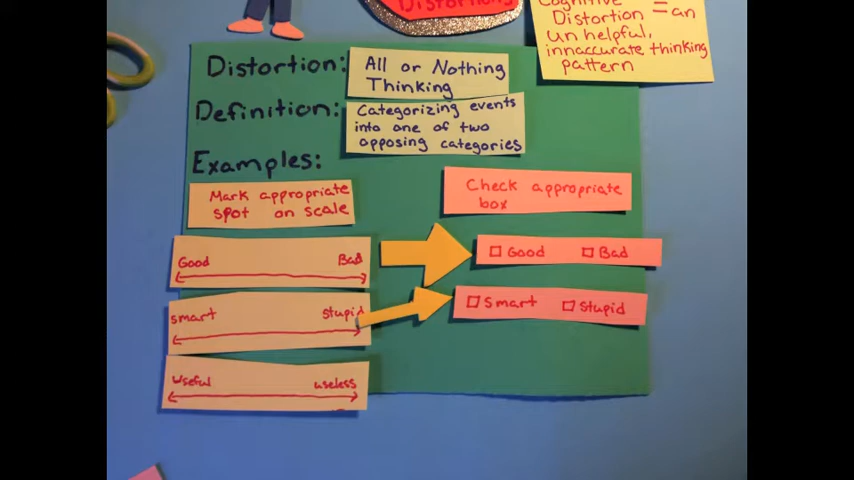 Distortions
Cognitive
Distortion = an
unhelpful,
innaccurate thinking
pattern
Distortion:
All or Nothing
Thinking
Definition:
Categorizing events
into one of two
opposing categories
Examples:
Mark appropriate
spot on scale
Check appropriate
box
Good Bad
Good Bad
smart stupid
smart stupid
useful useless